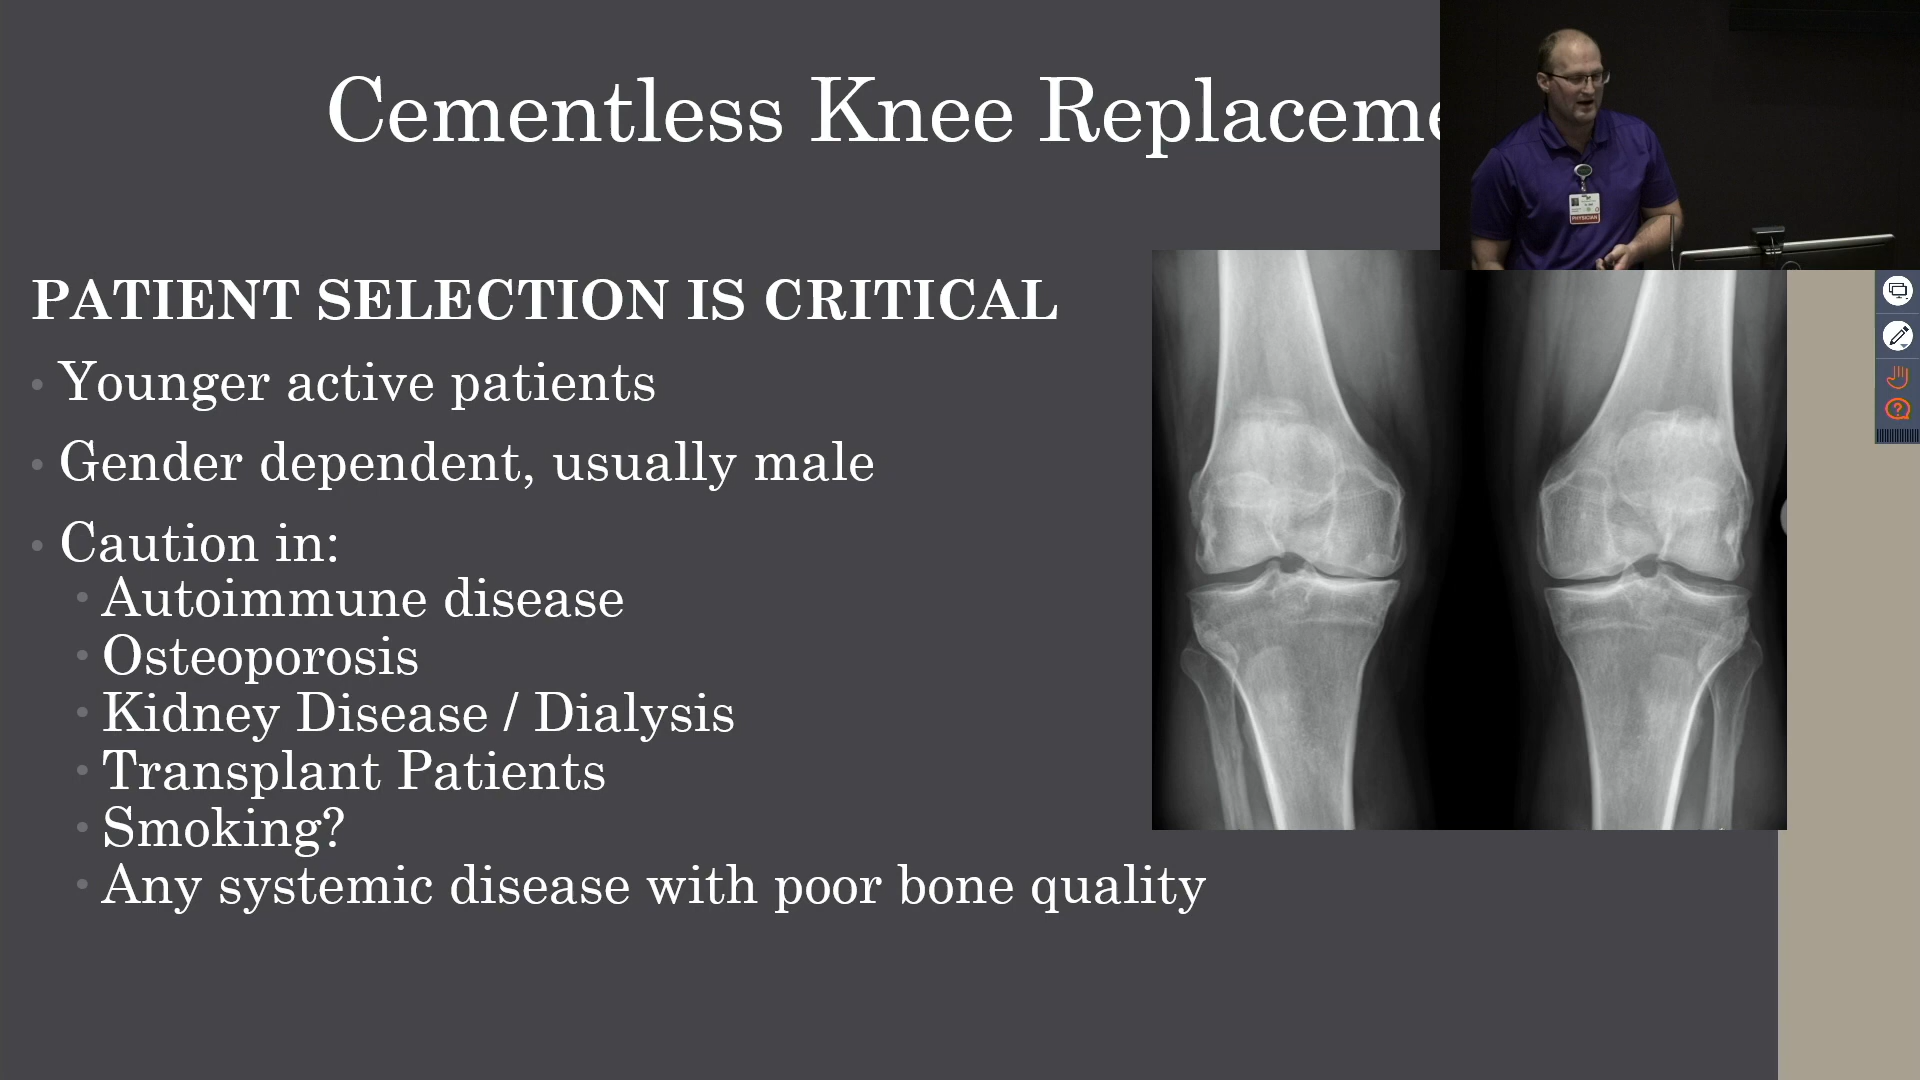 Cementless Knee Replaceme
PATIENT SELECTION IS CRITICAL
Younger active patients
Gender dependent, usually male
Caution in:
Autoimmune disease
Osteoporosis
Kidney Disease / Dialysis
Transplant Patients
Smoking?
Any systemic disease with poor bone quality
PHYSICIAN